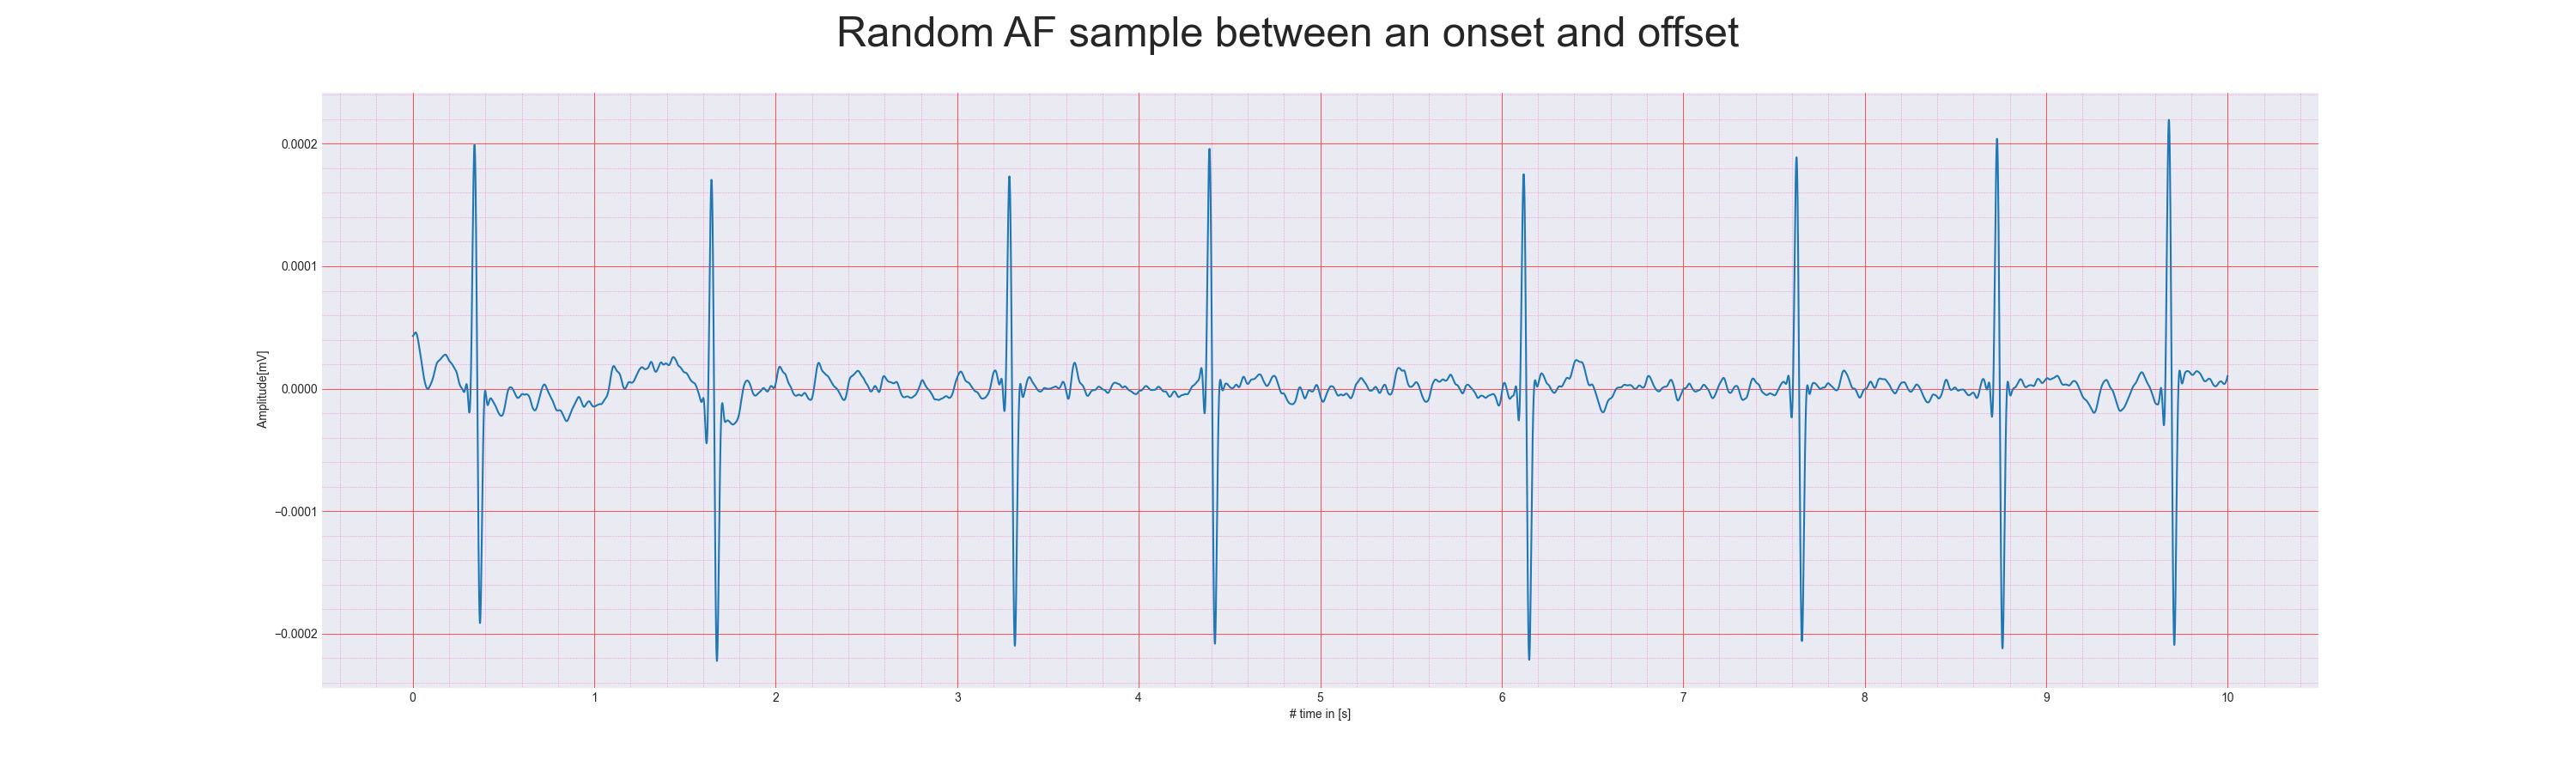 Random AF sample between an onset and offset
0.0002
0.0001
0.0000
−0.0001
−0.0002
Amplitude[mV]
0 1 2 3 4 5 6 7 8 9 10
# time in [s]